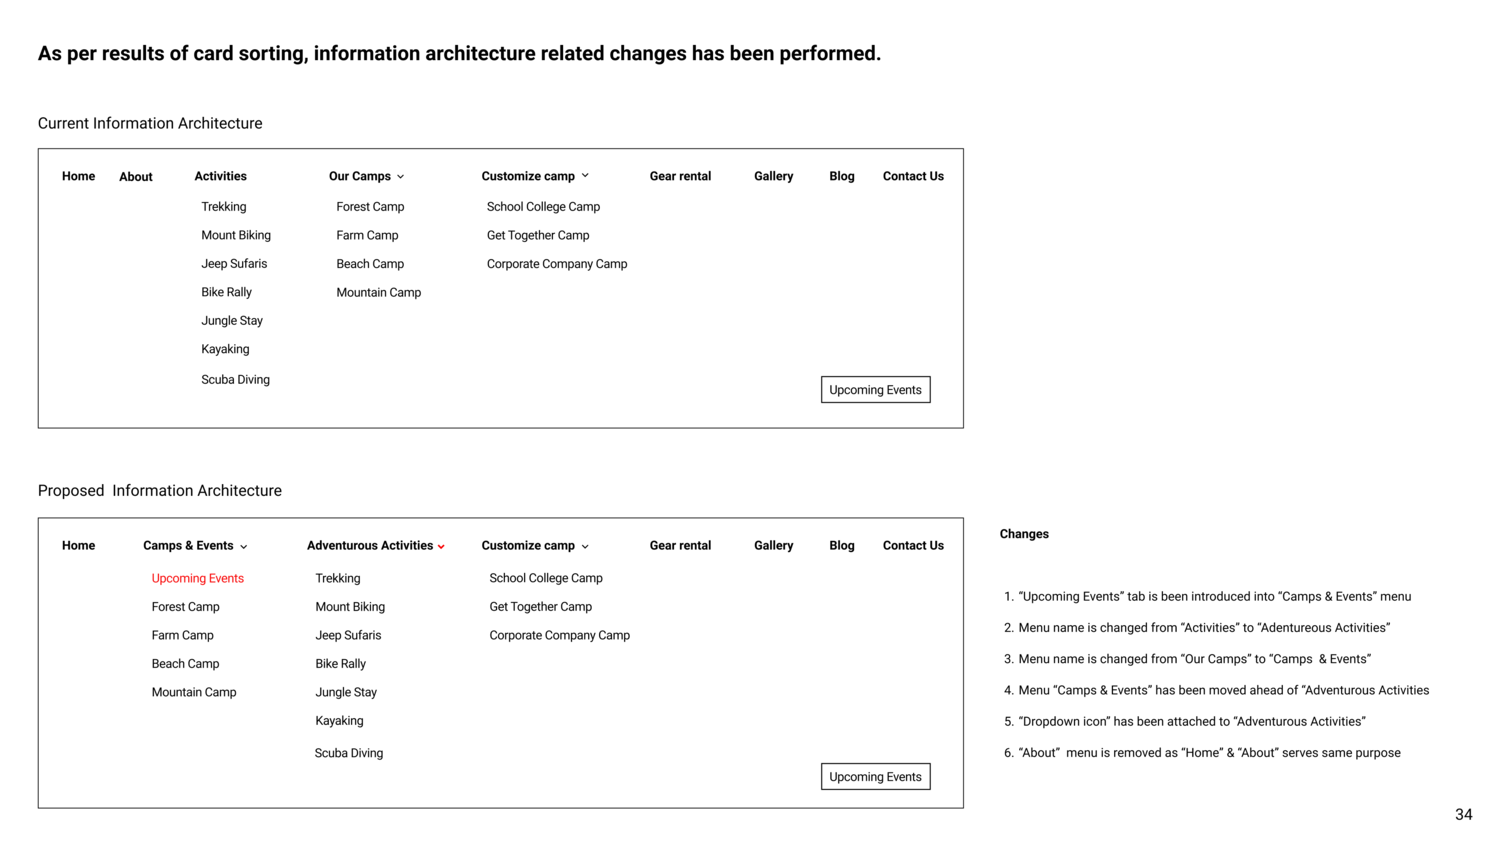 As per results of card sorting, information architecture related changes has been performed.
Current Information Architecture
Home About Activities Our Camps Customize camp Gear rental Gallery Blog Contact Us
Trekking Forest Camp School College Camp
Mount Biking Farm Camp Get Together Camp
Jeep Sufaris Beach Camp Corporate Company Camp
Bike Rally Mountain Camp
Jungle Stay
Kayaking
Scuba Diving
Upcoming Events
Proposed Information Architecture
Home Camps & Events Adventurous Activities Customize camp Gear rental Gallery Blog Contact Us
Upcoming Events Trekking School College Camp
Forest Camp Mount Biking Get Together Camp
Farm Camp Jeep Sufaris Corporate Company Camp
Beach Camp Bike Rally
Mountain Camp Jungle Stay
Kayaking
Scuba Diving
Upcoming Events
Changes
1. “Upcoming Events” tab is been introduced into “Camps & Events” menu
2. Menu name is changed from “Activities” to “Adentureous Activities”
3. Menu name is changed from “Our Camps” to “Camps & Events”
4. Menu “Camps & Events” has been moved ahead of “Adventurous Activities
5. “Dropdown icon” has been attached to “Adventurous Activities”
6. “About” menu is removed as “Home” & “About” serves same purpose
34